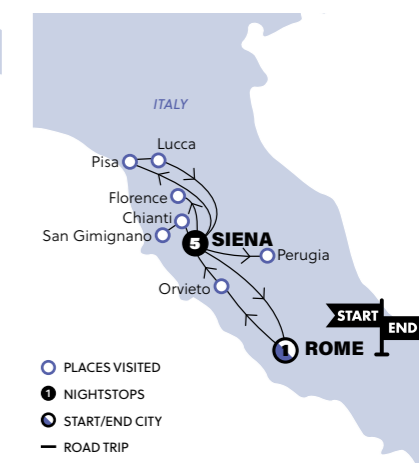 ITALY
Lucca
Pisa
Florence
Chianti
San Gimignano
5 SIENA
Perugia
Orvieto
START
END
1 ROME
PLACES VISITED
1 NIGHTSTOPS
START/END CITY
ROAD TRIP